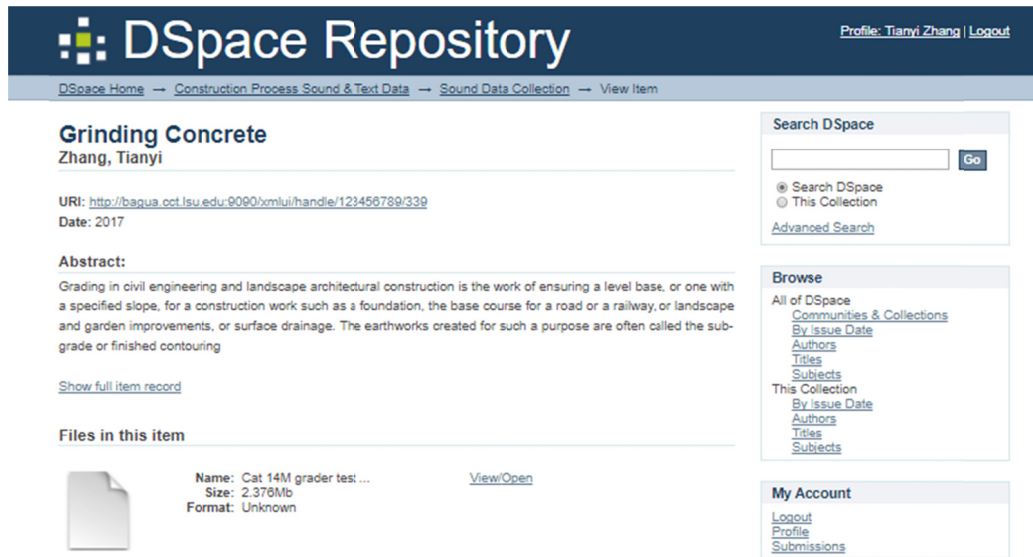 DSpace Repository
Profile: Tianyi Zhang | Logout
DSpace Home → Construction Process Sound & Text Data → Sound Data Collection → View Item
Grinding Concrete
Zhang, Tianyi
URI: http://bagua.cct.lsu.edu:9090/xmlui/handle/123456789/339
Date: 2017
Abstract:
Grading in civil engineering and landscape architectural construction is the work of ensuring a level base, or one with
a specified slope, for a construction work such as a foundation, the base course for a road or a railway, or landscape
and garden improvements, or surface drainage. The earthworks created for such a purpose are often called the sub-
grade or finished contouring
Show full item record
Files in this item
Name: Cat 14M grader test ...
Size: 2.376Mb
Format: Unknown
View/Open
Search DSpace
Go
Search DSpace
This Collection
Advanced Search
Browse
All of DSpace
Communities & Collections
By Issue Date
Authors
Titles
Subjects
This Collection
By Issue Date
Authors
Titles
Subjects
My Account
Logout
Profile
Submissions